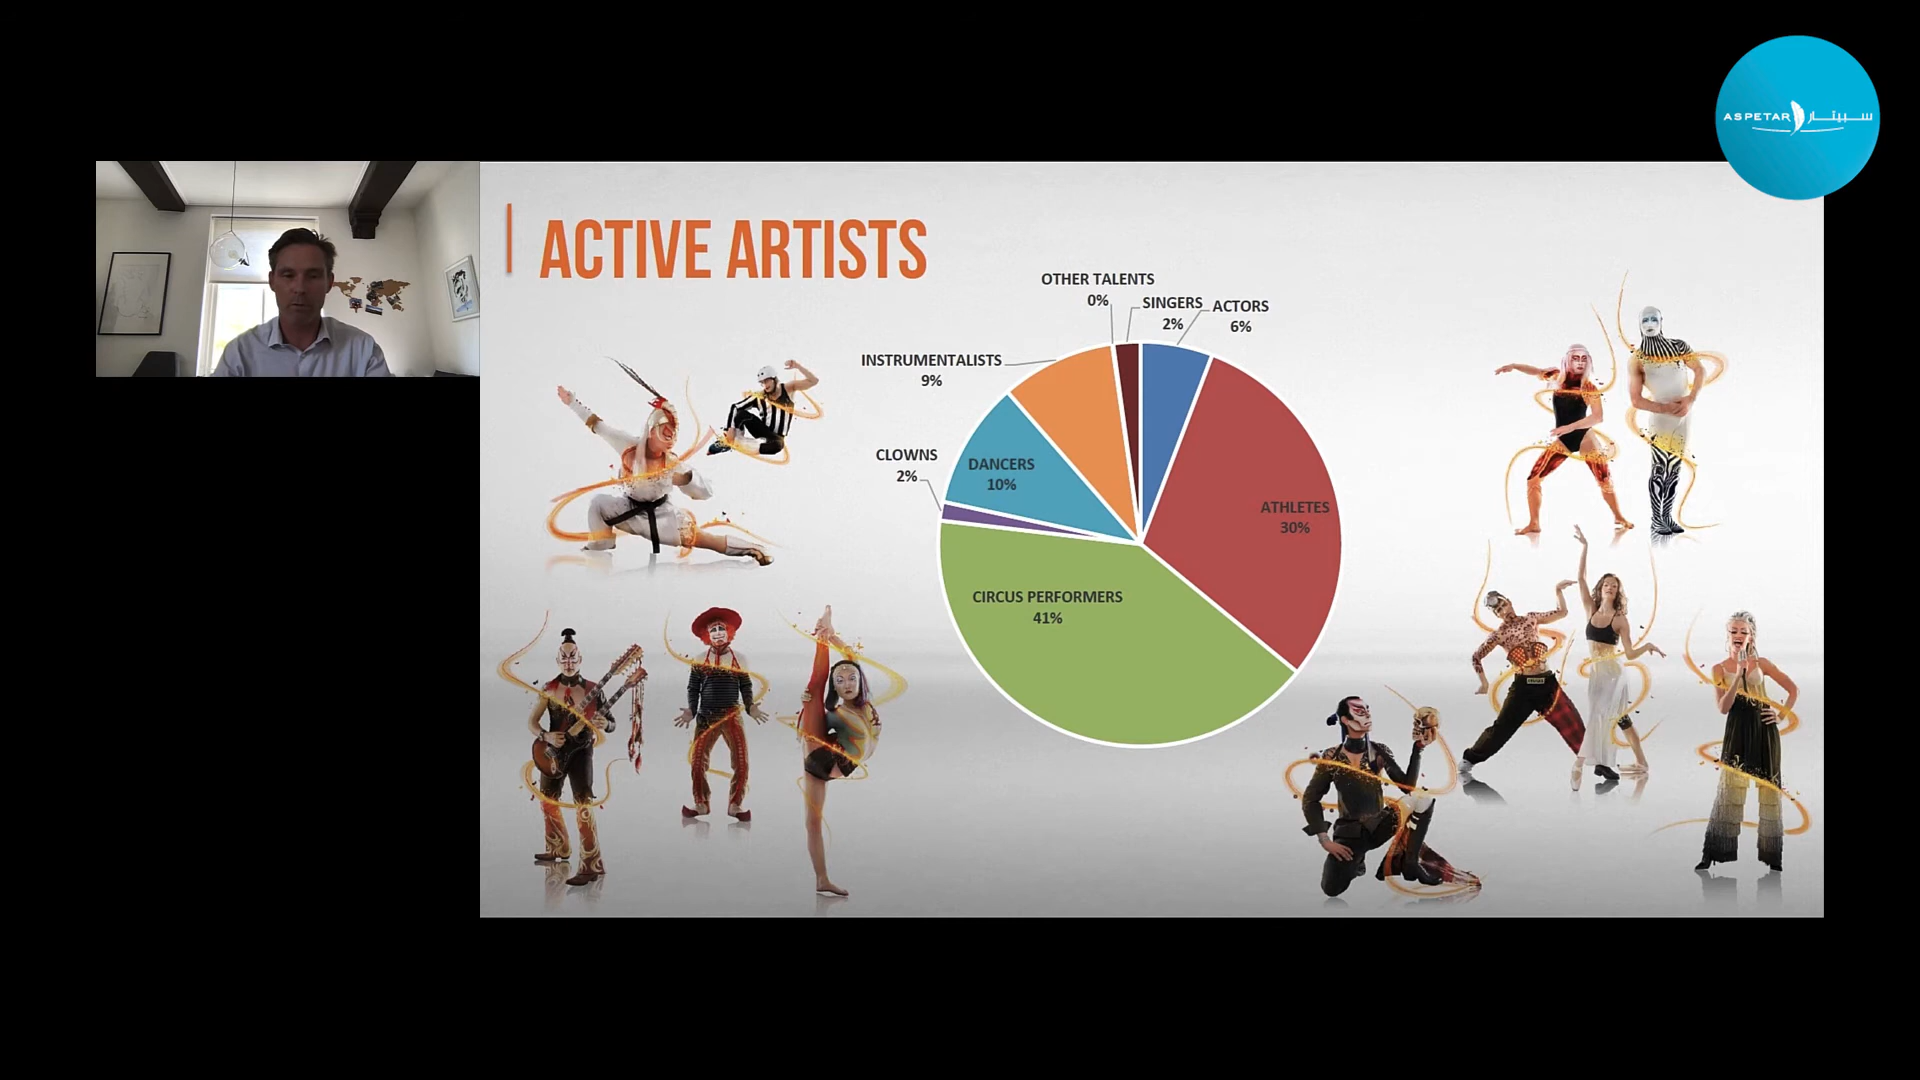 ASPETAR سبيتار
ACTIVE ARTISTS
OTHER TALENTS
0%
SINGERS
2%
ACTORS
6%
INSTRUMENTALISTS
9%
CLOWNS
2%
DANCERS
10%
ATHLETES
30%
CIRCUS PERFORMERS
41%